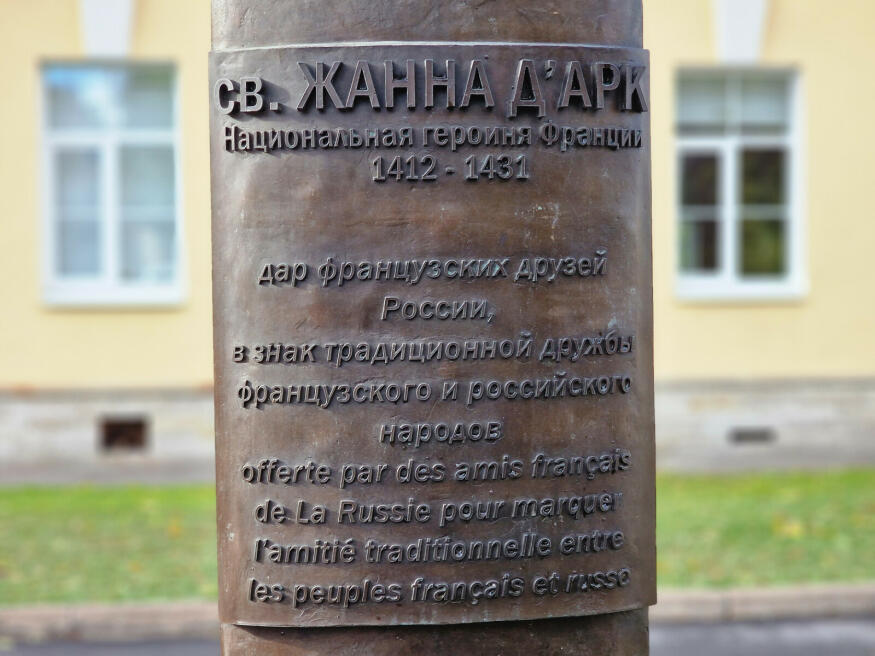 св. ЖАННА Д'АРК
Национальная героиня Франции
1412 - 1431
дар французских друзей
России,
в знак традиционной дружбы
французского и российского
народов
offerte par des amis français
de La Russie pour marquer
l'amitié traditionnelle entre
les peuples français et russo